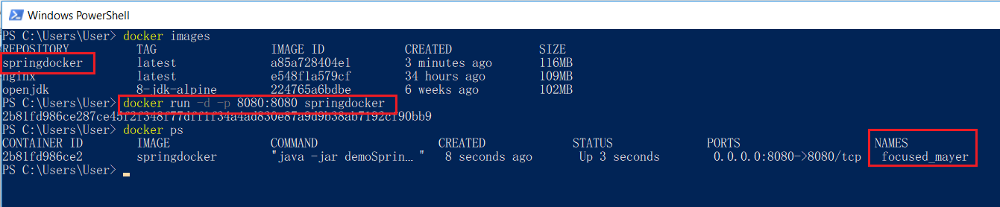 Windows PowerShell
PS C:\Users\User> docker images
REPOSITORY TAG IMAGE ID CREATED SIZE
springdocker latest a85a728404e1 3 minutes ago 116MB
nginx latest e548f1a579cf 34 hours ago 109MB
openjdk 8-jdk-alpine 224765a6bdbe 6 weeks ago 102MB
PS C:\Users\User> docker run -d -p 8080:8080 springdocker
2b81fd986ce287ce45f2f348f77dff1f34a4ad830e87a9d9b38ab7192cf90bb9
PS C:\Users\User> docker ps
CONTAINER ID IMAGE COMMAND CREATED STATUS PORTS NAMES
2b81fd986ce2 springdocker "java -jar demoSprin… " 8 seconds ago Up 3 seconds 0.0.0.0:8080->8080/tcp focused_mayer
PS C:\Users\User>